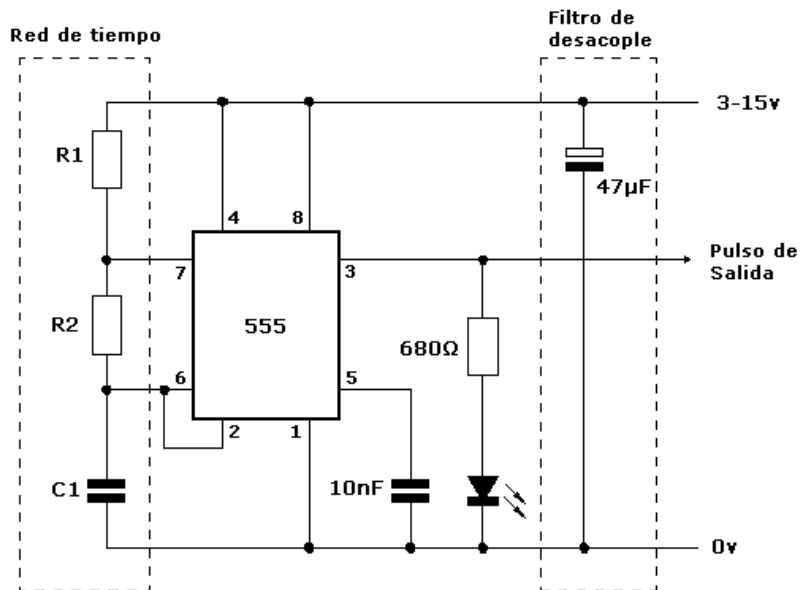 Filtro de
desacople
Red de tiempo
3-15v
R1
47µF
4
8
7
3
Pulso de
Salida
R2
555
680Ω
6
5
2
1
C1
10nF
0v